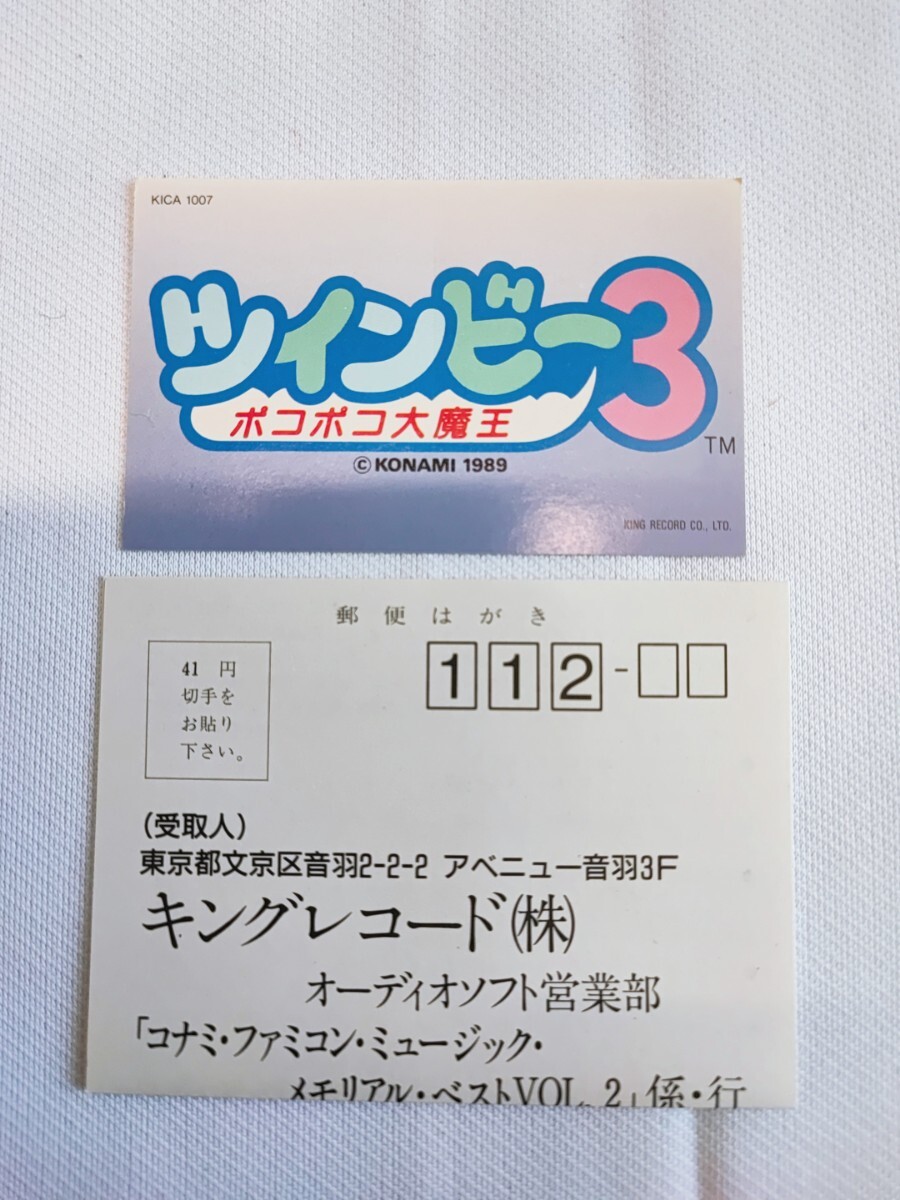 KICA 1007
ツインビー3
ポコポコ大魔王
TM
© KONAMI 1989
KING RECORD CO., LTD.
郵便はがき
112-
41円
切手を
お貼り
下さい。
(受取人)
東京都文京区音羽2-2-2 アベニュー音羽3F
キングレコード(株)
オーディオソフト営業部
「コナミ・ファミコン・ミュージック・
メモリアル・ベストVOL. 2」係・行